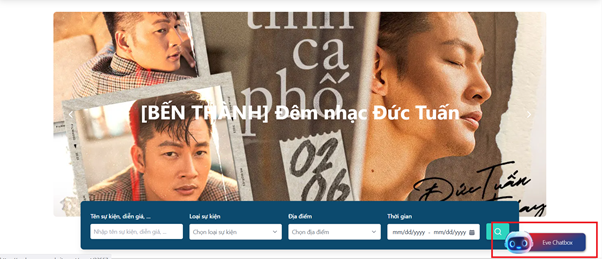 tình
ca
phố
[BẾN THÀNH] Đêm nhạc Đức Tuấn
02
06
Đức Tuấn
Tên sự kiện, diễn giả, ...
Loại sự kiện
Địa điểm
Thời gian
Nhập tên sự kiện, diễn giả, ...
Chọn loại sự kiện
Chọn địa điểm
mm/dd/yyyy - mm/dd/yyyy
Eve Chatbox